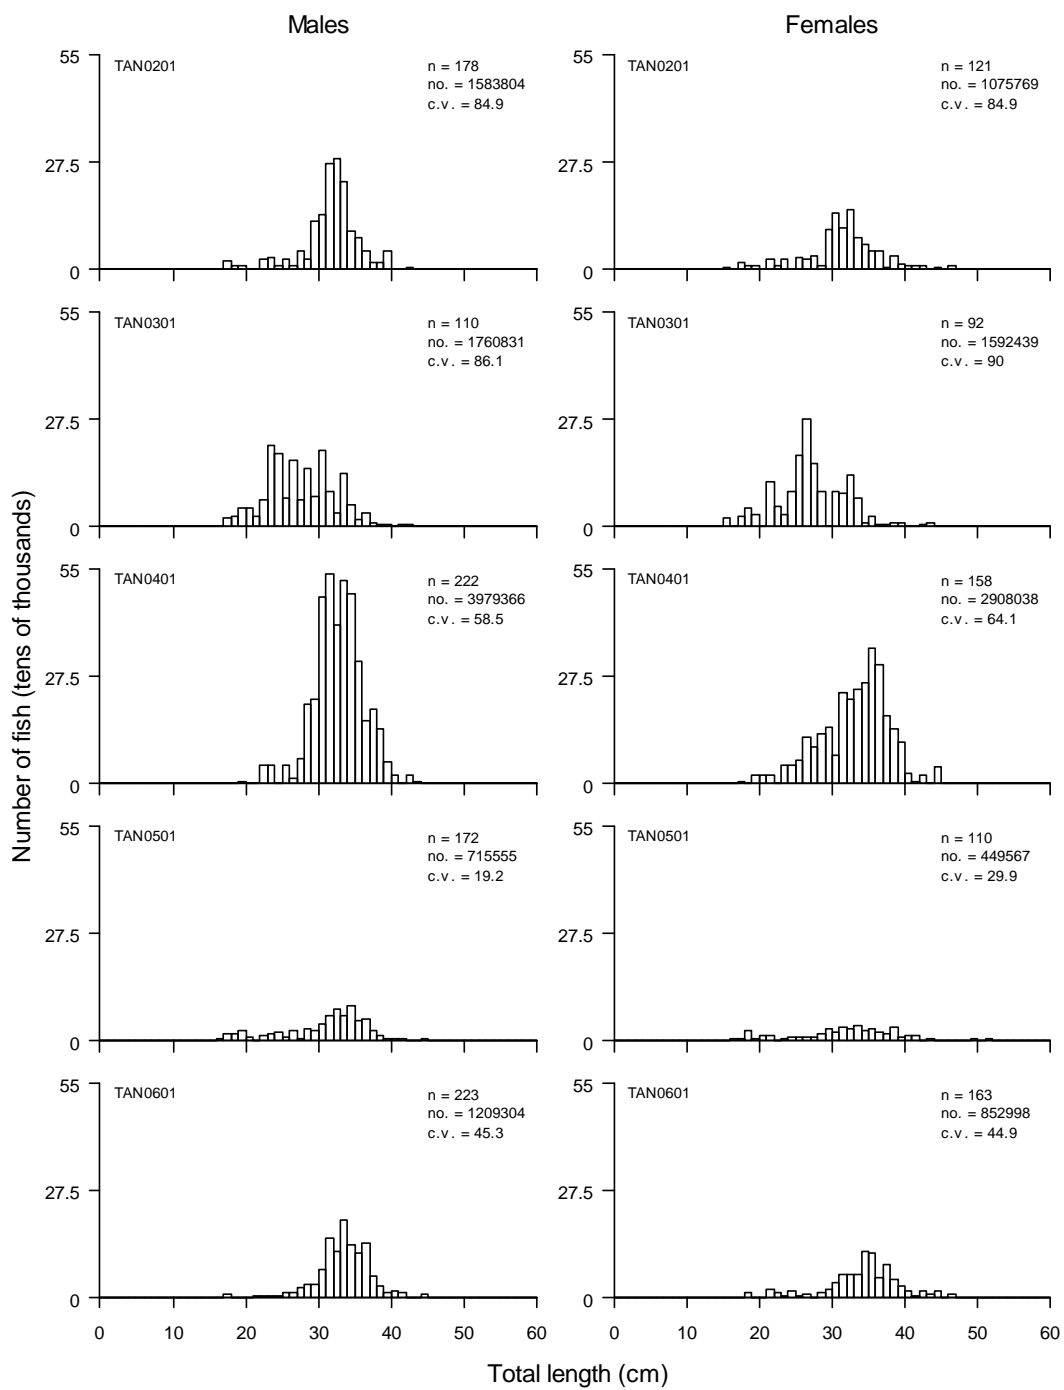 Males
Females
55
27.5
0
TAN0201
n = 178
no. = 1583804
c.v. = 84.9
55
27.5
0
TAN0201
n = 121
no. = 1075769
c.v. = 84.9
55
27.5
0
TAN0301
n = 110
no. = 1760831
c.v. = 86.1
55
27.5
0
TAN0301
n = 92
no. = 1592439
c.v. = 90
55
27.5
0
TAN0401
n = 222
no. = 3979366
c.v. = 58.5
55
27.5
0
TAN0401
n = 158
no. = 2908038
c.v. = 64.1
55
27.5
0
TAN0501
n = 172
no. = 715555
c.v. = 19.2
55
27.5
0
TAN0501
n = 110
no. = 449567
c.v. = 29.9
55
27.5
0
TAN0601
n = 223
no. = 1209304
c.v. = 45.3
55
27.5
0
TAN0601
n = 163
no. = 852998
c.v. = 44.9
0 10 20 30 40 50 60
0 10 20 30 40 50 60
Number of fish (tens of thousands)
Total length (cm)